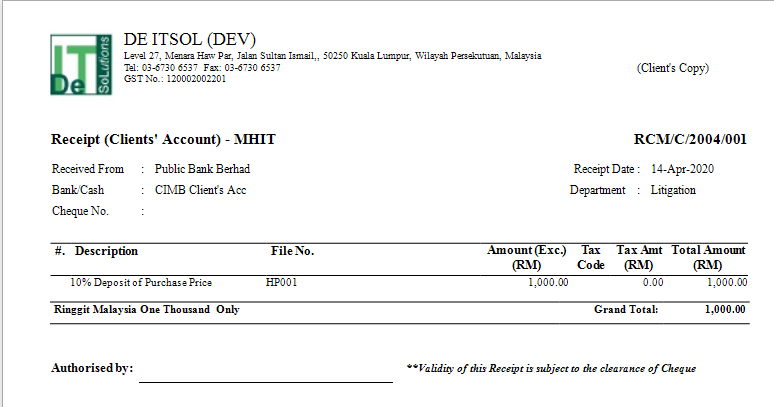 IT
De
SoLutions
DE ITSOL (DEV)
Level 27, Menara Haw Par, Jalan Sultan Ismail,, 50250 Kuala Lumpur, Wilayah Persekutuan, Malaysia
Tel: 03-6730 6537 Fax: 03-6730 6537
GST No.: 120002002201
(Client's Copy)
Receipt (Clients' Account) - MHIT RCM/C/2004/001
Received From : Public Bank Berhad Receipt Date : 14-Apr-2020
Bank/Cash : CIMB Client's Acc Department : Litigation
Cheque No. :
#. Description File No. Amount (Exc.) (RM) Tax Code Tax Amt (RM) Total Amount (RM)
10% Deposit of Purchase Price HP001 1,000.00 0.00 1,000.00
Ringgit Malaysia One Thousand Only Grand Total: 1,000.00
Authorised by: **Validity of this Receipt is subject to the clearance of Cheque